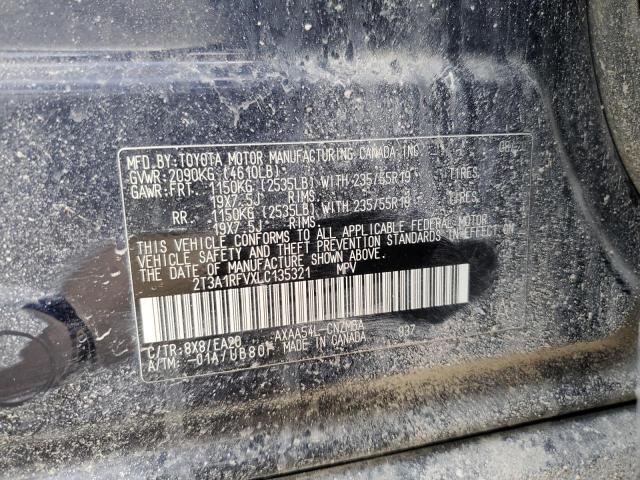 MFD.BY:TOYOTA MOTOR MANUFACTURING CANADA INC.
GVWR:2090KG (4610LB)
GAWR:FRT. 1150KG (2535LB)WITH 235/55R19
19X7.5J RIMS.
RR. 1150KG (2535LB)WITH 235/55R19
19X7.5J RIMS.
THIS VEHICLE CONFORMS TO ALL APPLICABLE FEDERAL MOTOR
VEHICLE SAFETY AND THEFT PREVENTION STANDARDS IN EFFECT ON
THE DATE OF MANUFACTURE SHOWN ABOVE.
2T3A1RFVXLC135321 MPV
C/TR:8X8/EA20 AXAA54L-CNZMBA 937
A/TM: -01A/UB80F MADE IN CANADA